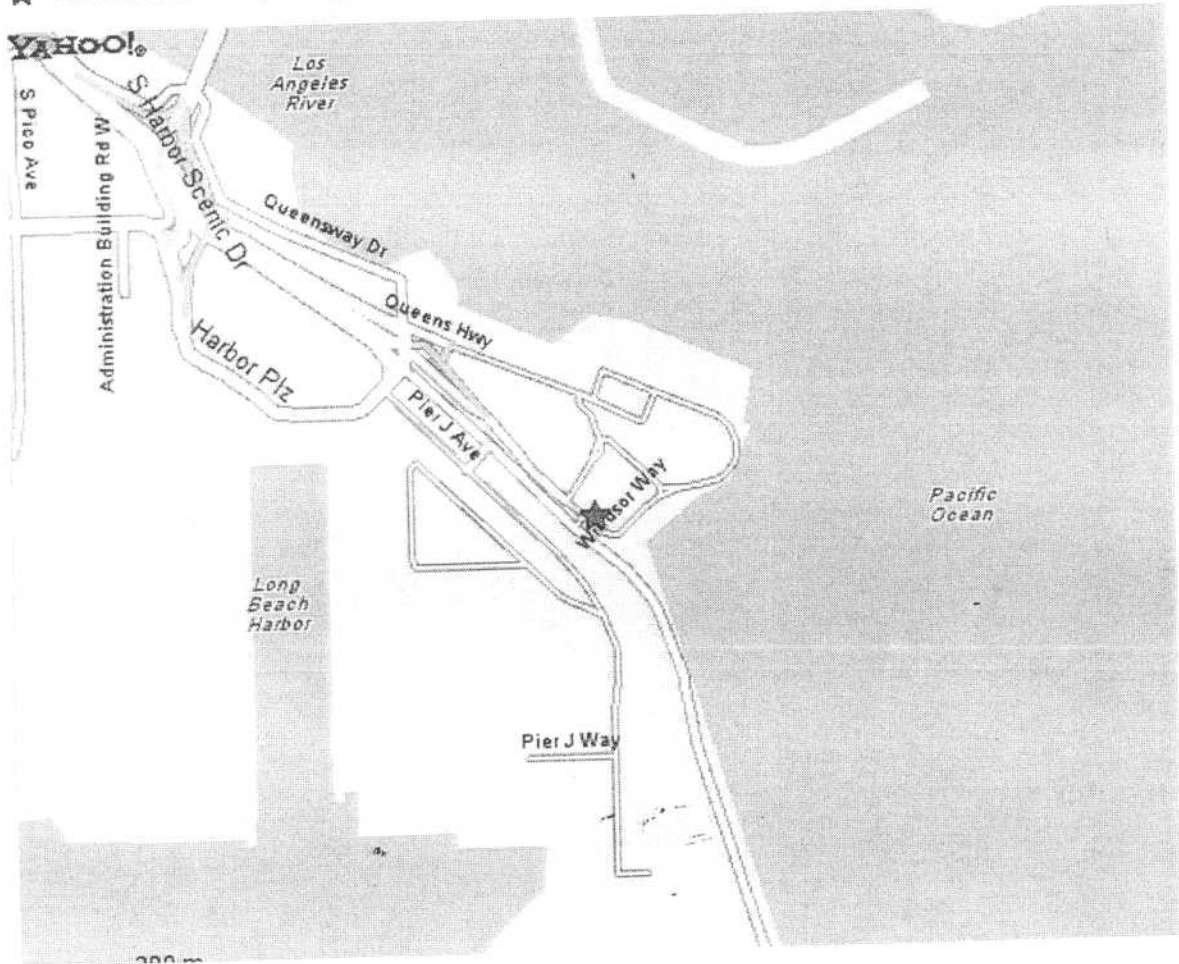 YAHOO!®
Los
Angeles
River
S Pico Ave
Administration Building Rd W
S Harbor Scenic Dr
Queensway Dr
Queens Hwy
Harbor Plz
Pier J Ave
Windsor Way
Pacific
Ocean
Long
Beach
Harbor
Pier J Way